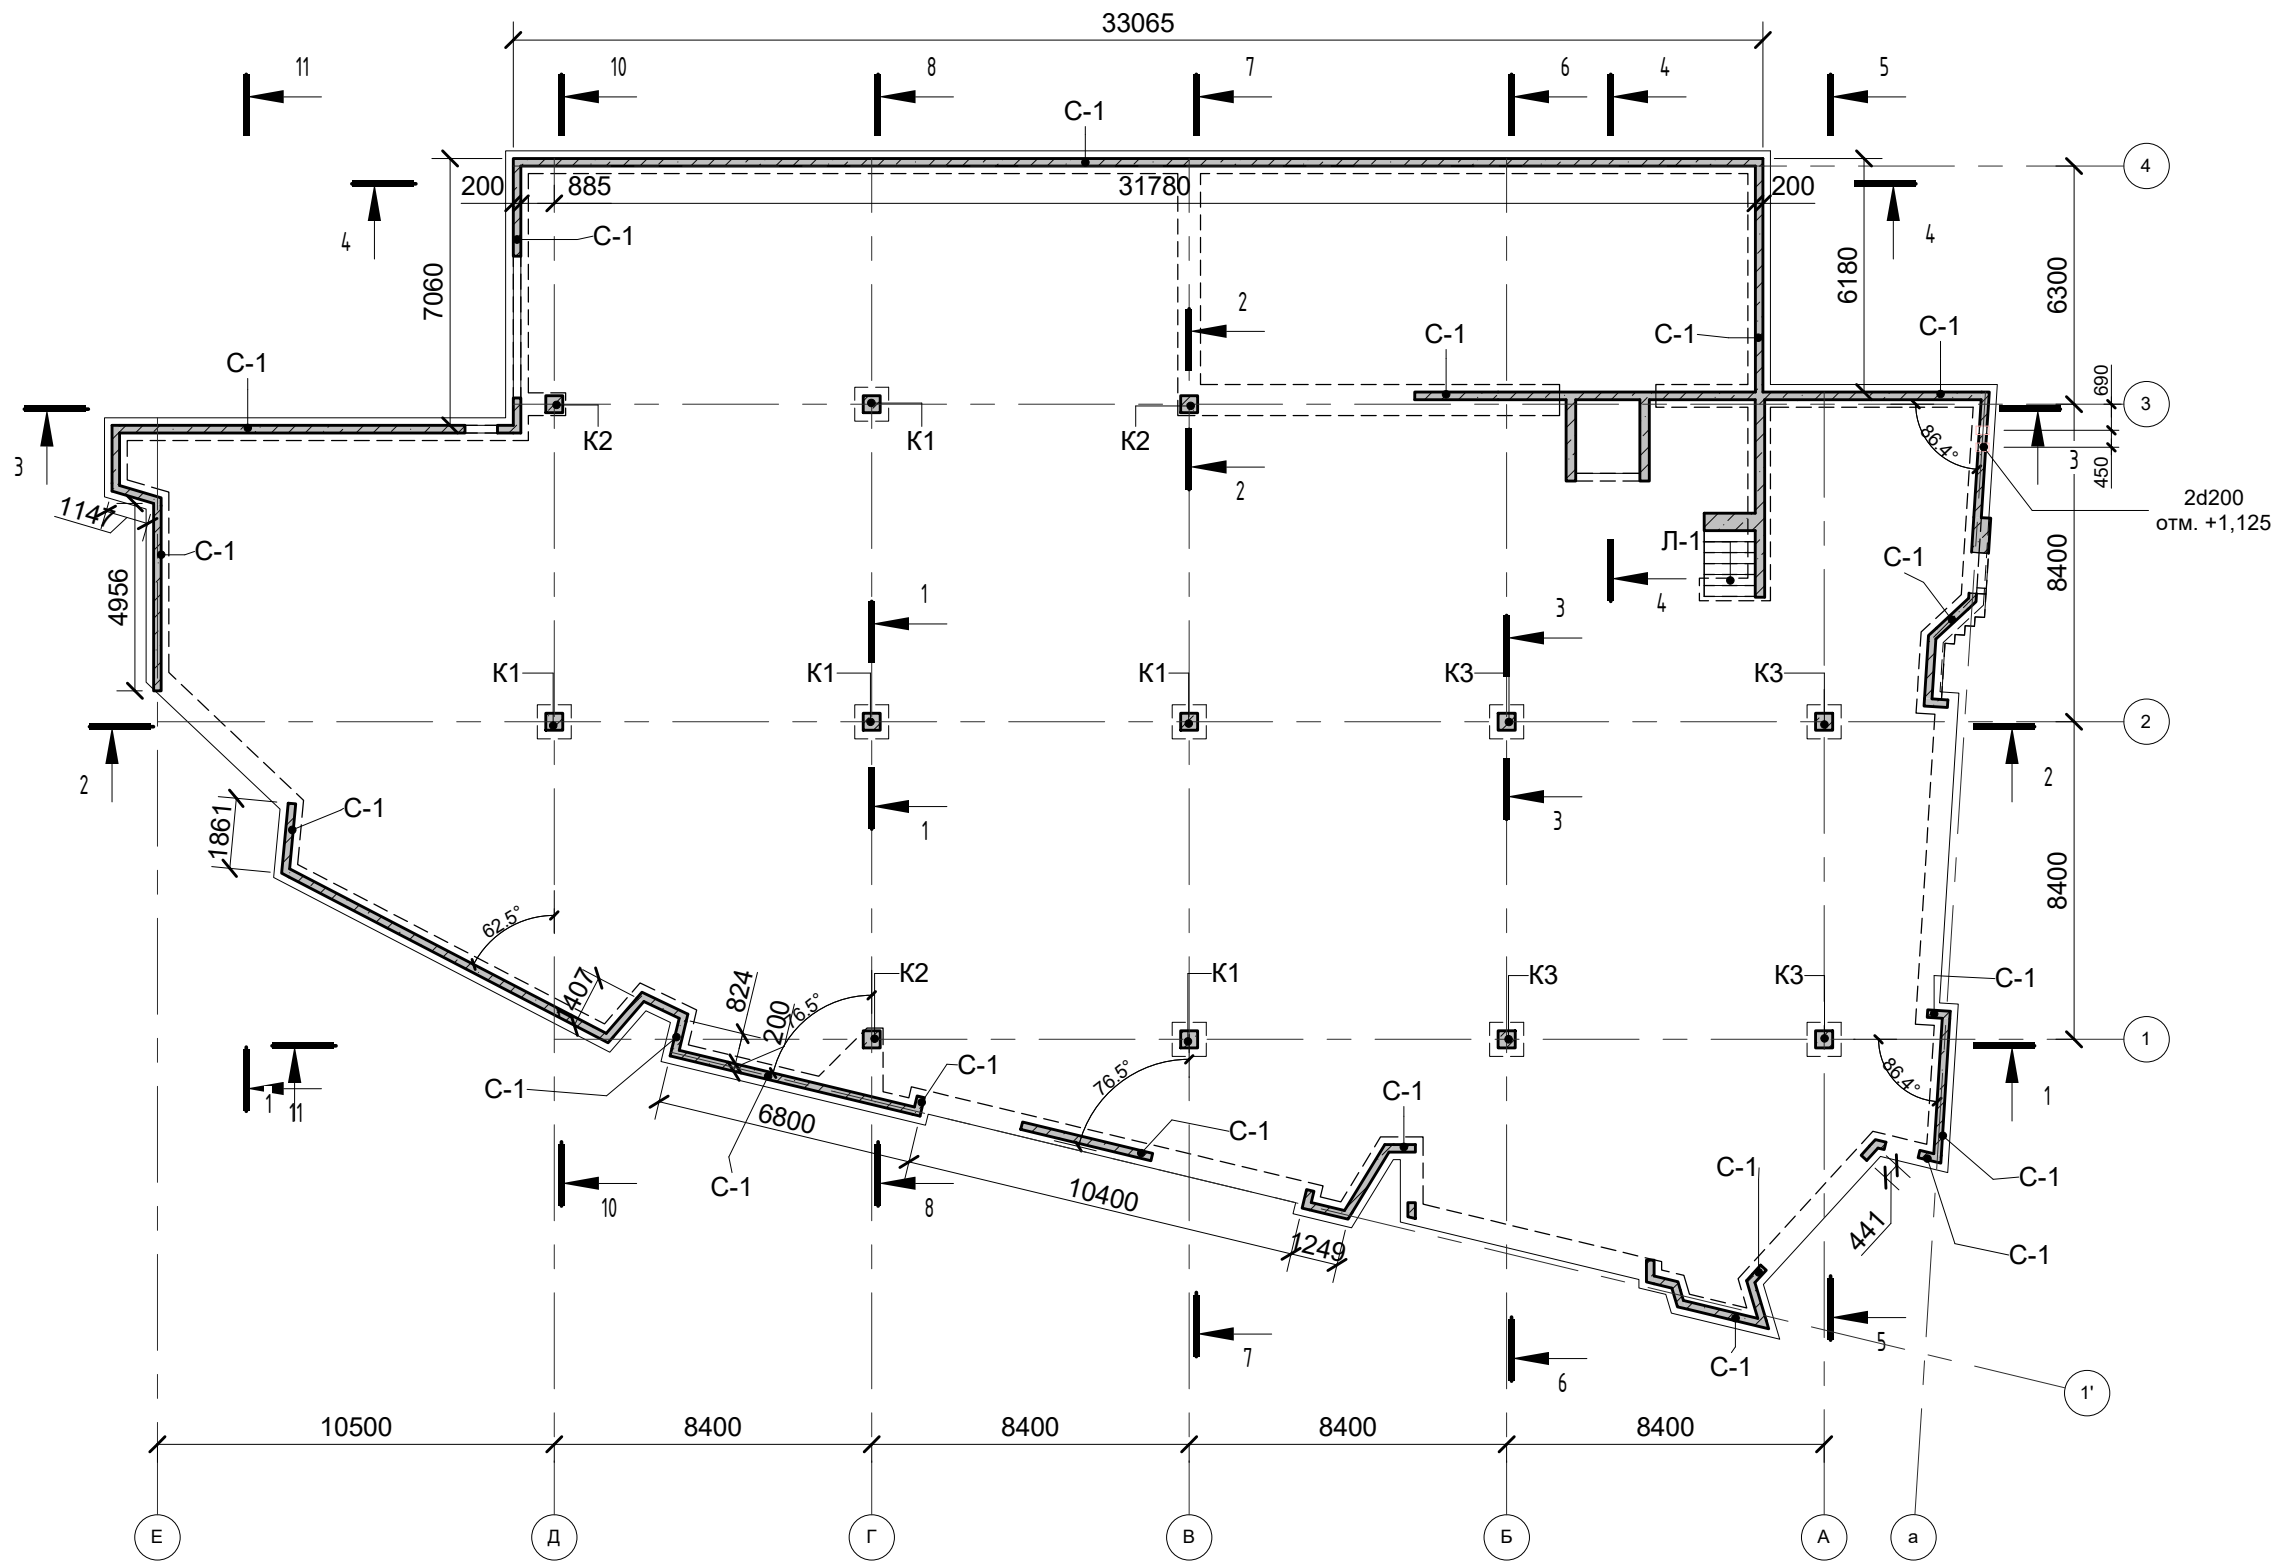 33065
11
10
8
7
6
4
5
С-1
4
200
885
31780
200
4
4
С-1
7060
6180
6300
2
С-1
С-1
С-1
С-1
690
3
3
К2
К1
К2
86.4°
3
450
2
1147
2d200
отм. +1,125
С-1
Л-1
С-1
8400
4956
1
3
4
К1
К1
К1
К3
К3
2
2
2
1861
С-1
1
3
8400
62.5°
407
824
200
76.5°
К2
К1
К3
К3
С-1
1
1
11
С-1
С-1
76.5°
С-1
86.4°
1
6800
С-1
С-1
С-1
С-1
10
8
10400
441
С-1
1249
7
6
С-1
5
1'
10500
8400
8400
8400
8400
Е
Д
Г
В
Б
А
а